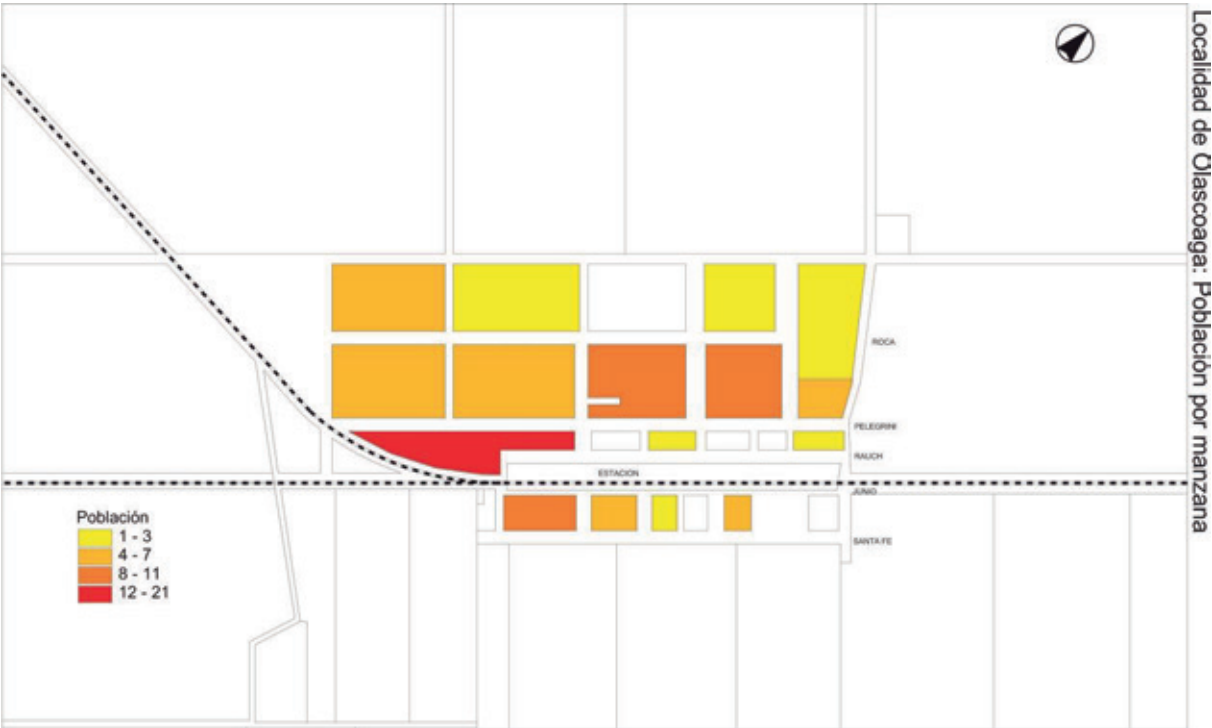 Localidad de Olascoaga: Población por manzana
ROCA
PELEGRINI
RAUCH
ESTACION
JUNIO
SANTA FE
Población
1 - 3
4 - 7
8 - 11
12 - 21